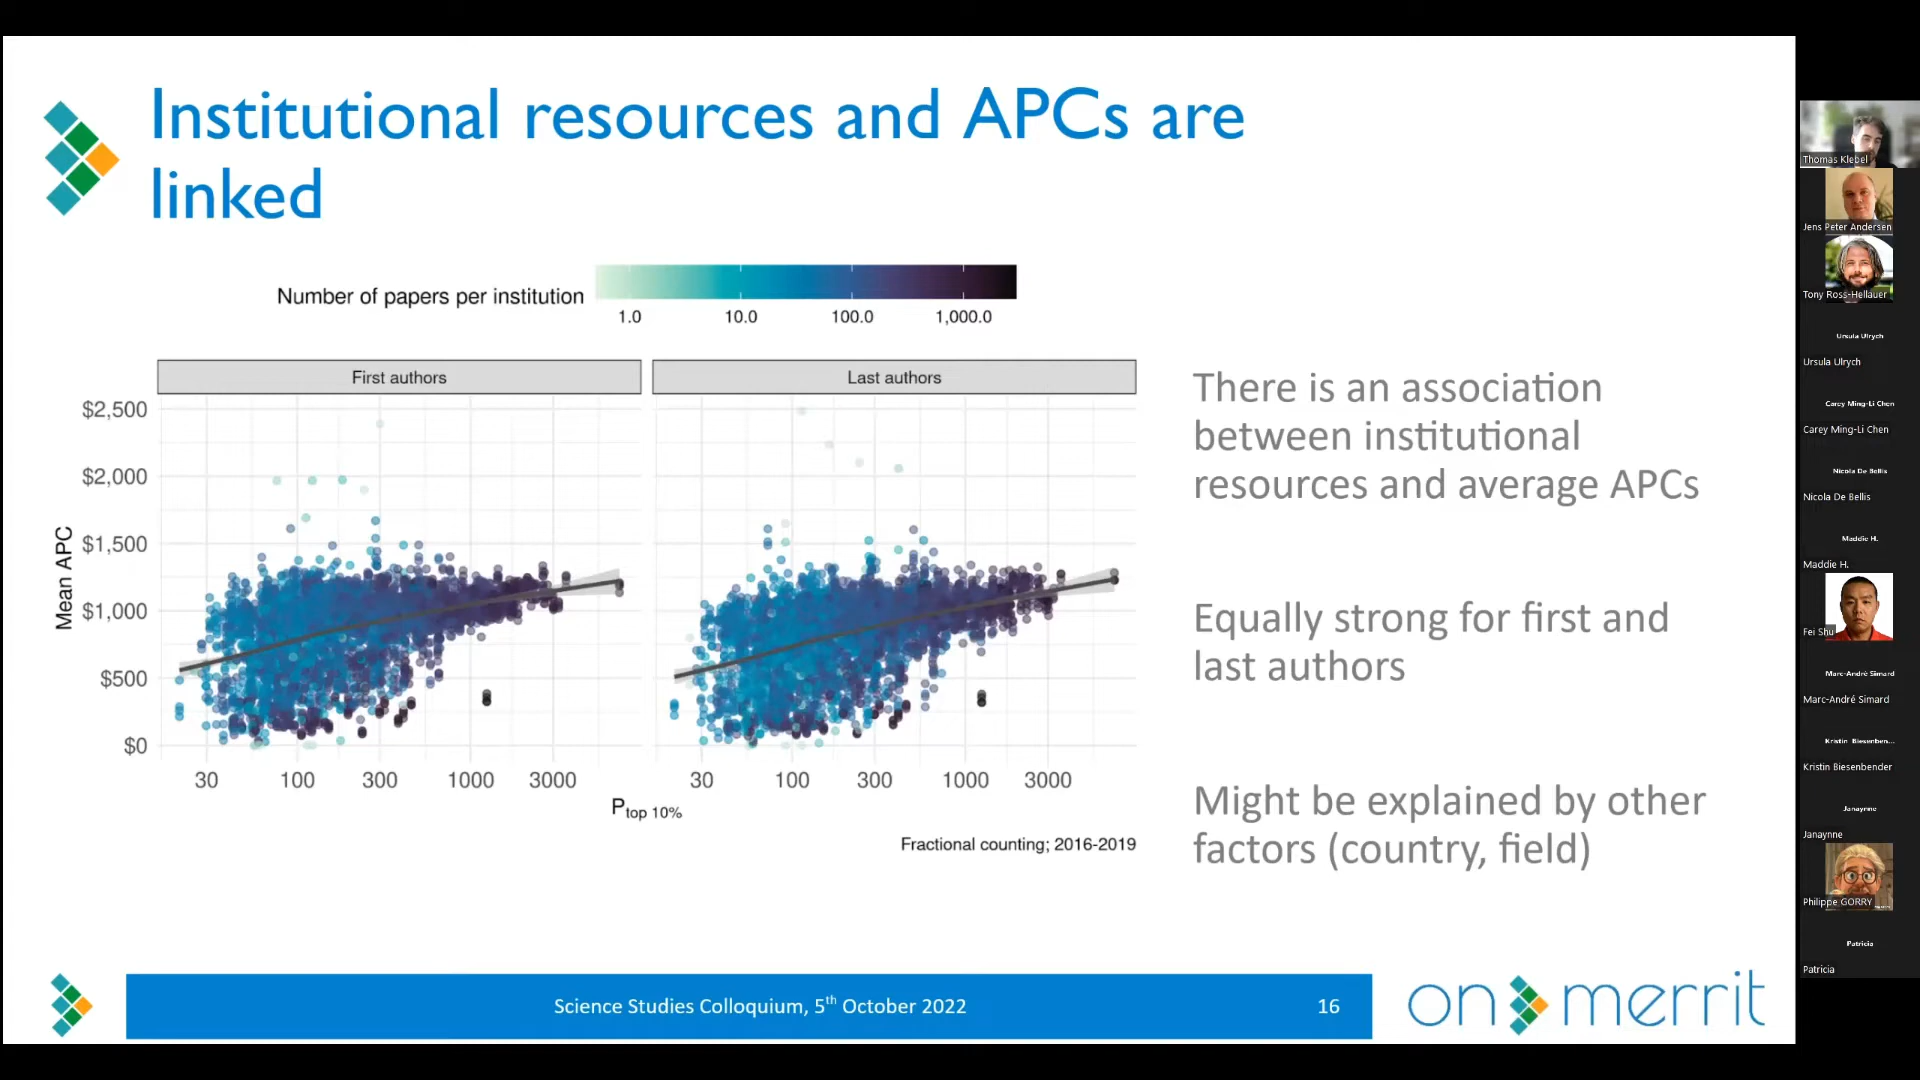 Institutional resources and APCs are
linked
Number of papers per institution
1.0 10.0 100.0 1,000.0
First authors
Last authors
Mean APC
$2,500
$2,000
$1,500
$1,000
$500
$0
30 100 300 1000 3000
30 100 300 1000 3000
Ptop 10%
Fractional counting; 2016-2019
There is an association
between institutional
resources and average APCs
Equally strong for first and
last authors
Might be explained by other
factors (country, field)
Science Studies Colloquium, 5th October 2022
16
on merrit
Thomas Klebel
Jens Peter Andersen
Tony Ross-Hellauer
Ursula Ulrych
Ursula Ulrych
Carey Ming-Li Chen
Carey Ming-Li Chen
Nicola De Bellis
Nicola De Bellis
Maddie H.
Maddie H.
Fei Shu
Marc-André Simard
Marc-André Simard
Kristin Biesenben...
Kristin Biesenbender
Janaynne
Janaynne
Philippe GORRY
Patricia
Patricia